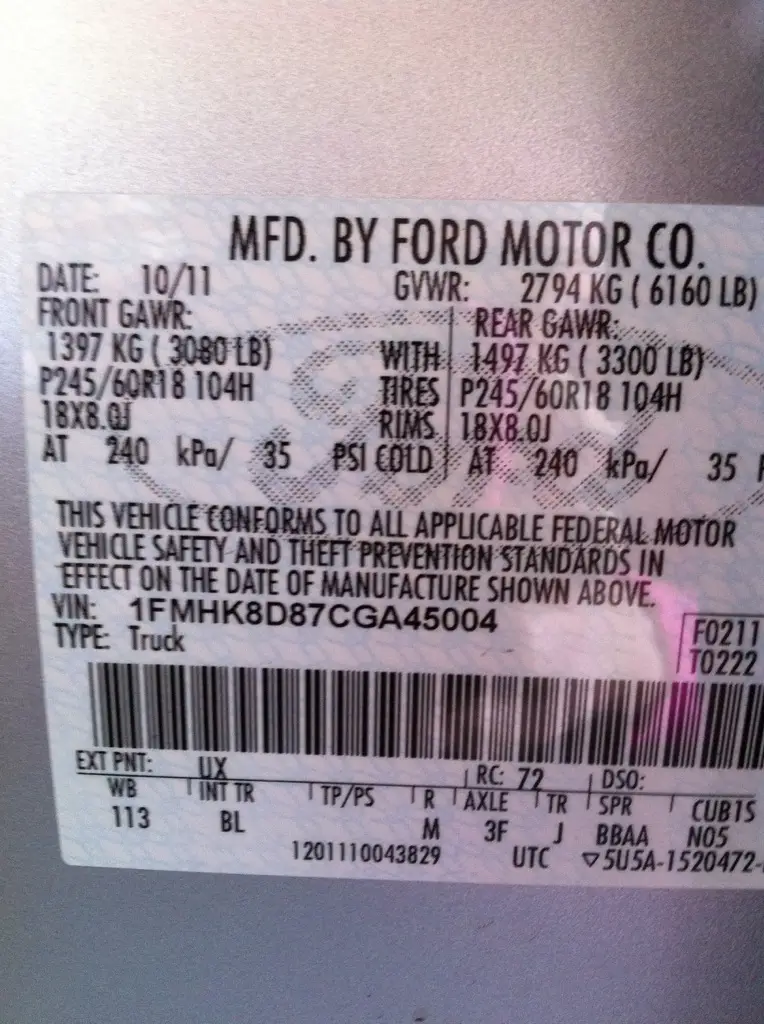 MFD. BY FORD MOTOR CO.
DATE: 10/11 GVWR: 2794 KG ( 6160 LB)
FRONT GAWR: REAR GAWR:
1397 KG ( 3080 LB) WITH 1497 KG ( 3300 LB)
P245/60R18 104H TIRES P245/60R18 104H
18X8.0J RIMS 18X8.0J
AT 240 kPa/ 35 PSI COLD AT 240 kPa/ 35
THIS VEHICLE CONFORMS TO ALL APPLICABLE FEDERAL MOTOR
VEHICLE SAFETY AND THEFT PREVENTION STANDARDS IN
EFFECT ON THE DATE OF MANUFACTURE SHOWN ABOVE.
VIN: 1FMHK8D87CGA45004
TYPE: Truck
F0211
T0222
EXT PNT: UX RC: 72 DSO:
WB INT TR TP/PS R AXLE TR SPR CUB1S
113 BL M 3F J BBAA N05
1201110043829 UTC ▽5U5A-1520472-